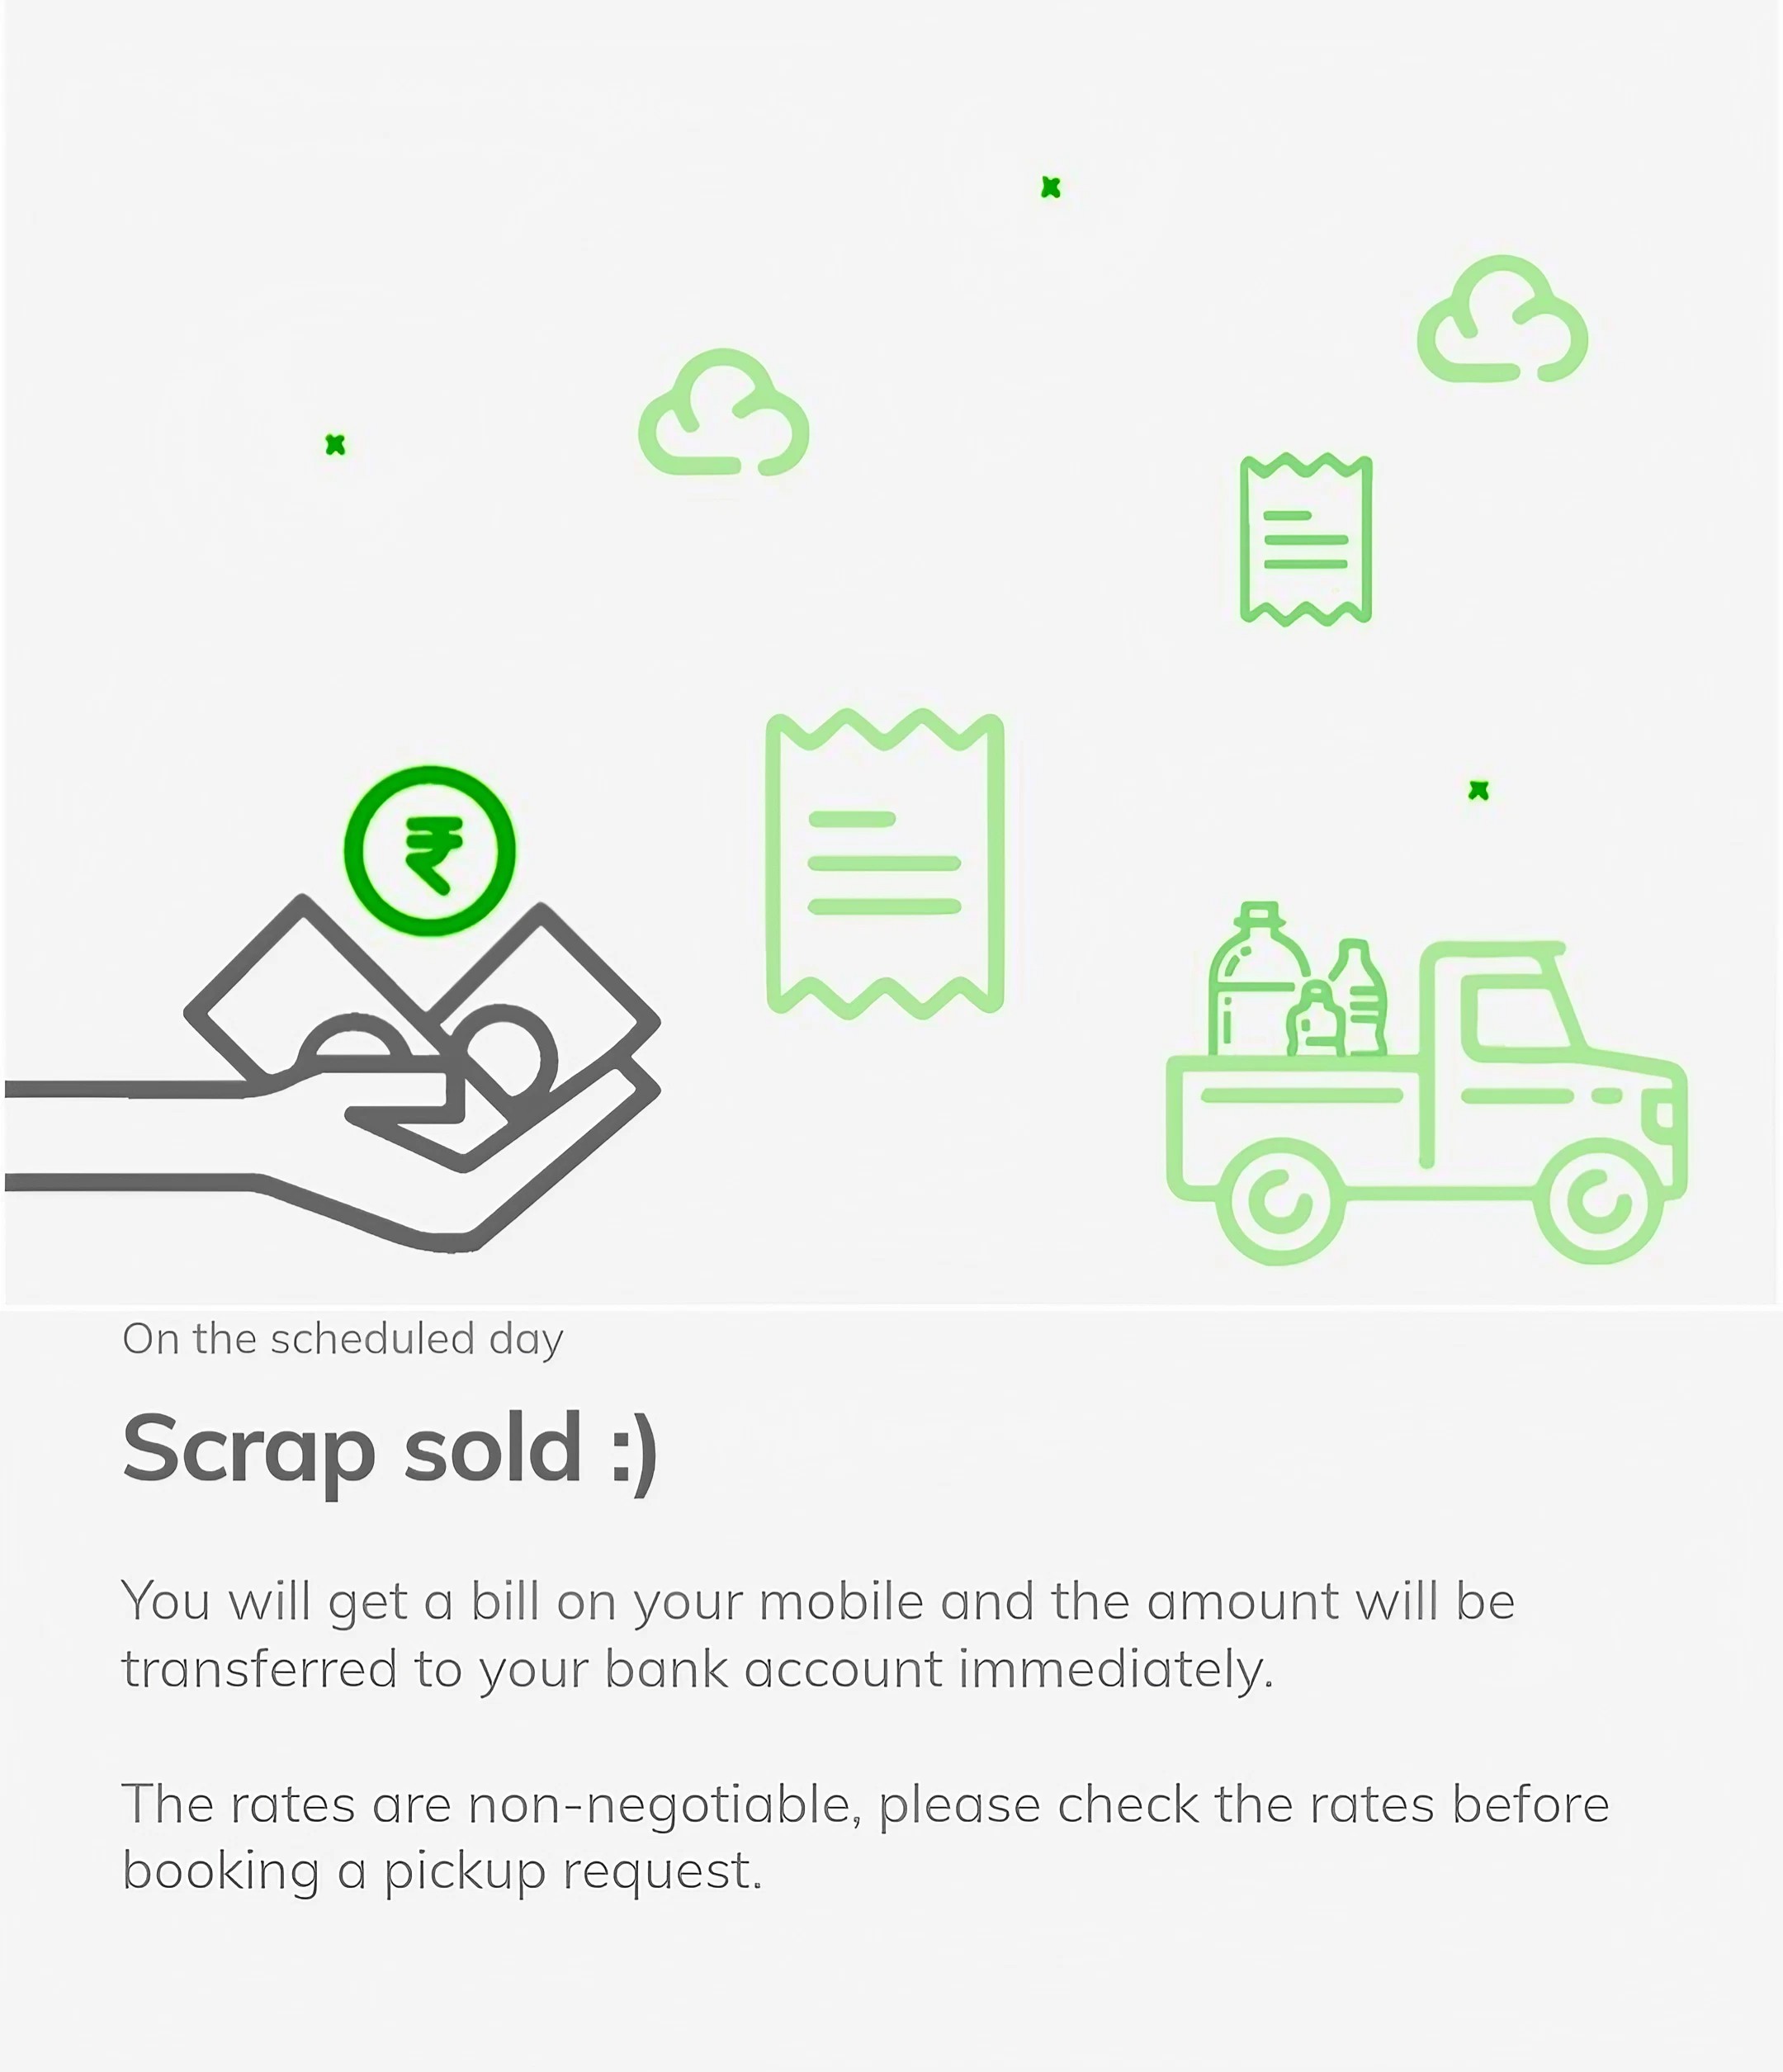 ₹
On the scheduled day
Scrap sold :)
You will get a bill on your mobile and the amount will be
transferred to your bank account immediately.
The rates are non-negotiable, please check the rates before
booking a pickup request.